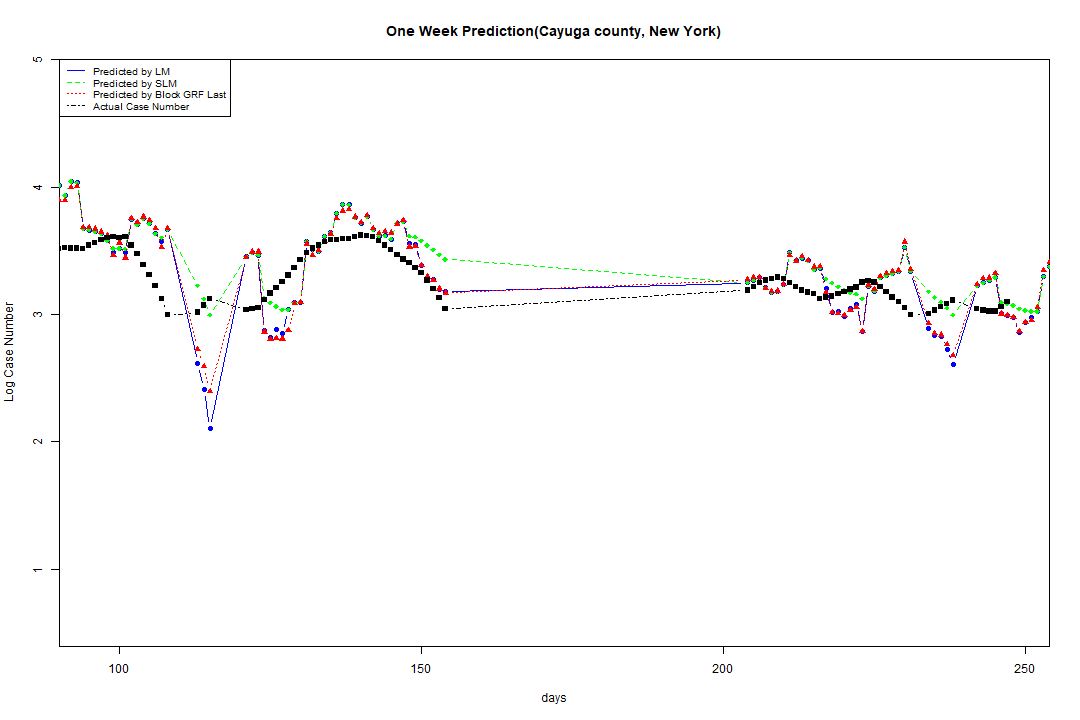 One Week Prediction(Cayuga county, New York)
5
Predicted by LM
Predicted by SLM
Predicted by Block GRF Last
Actual Case Number
4
3
2
1
Log Case Number
100 150 200 250
days